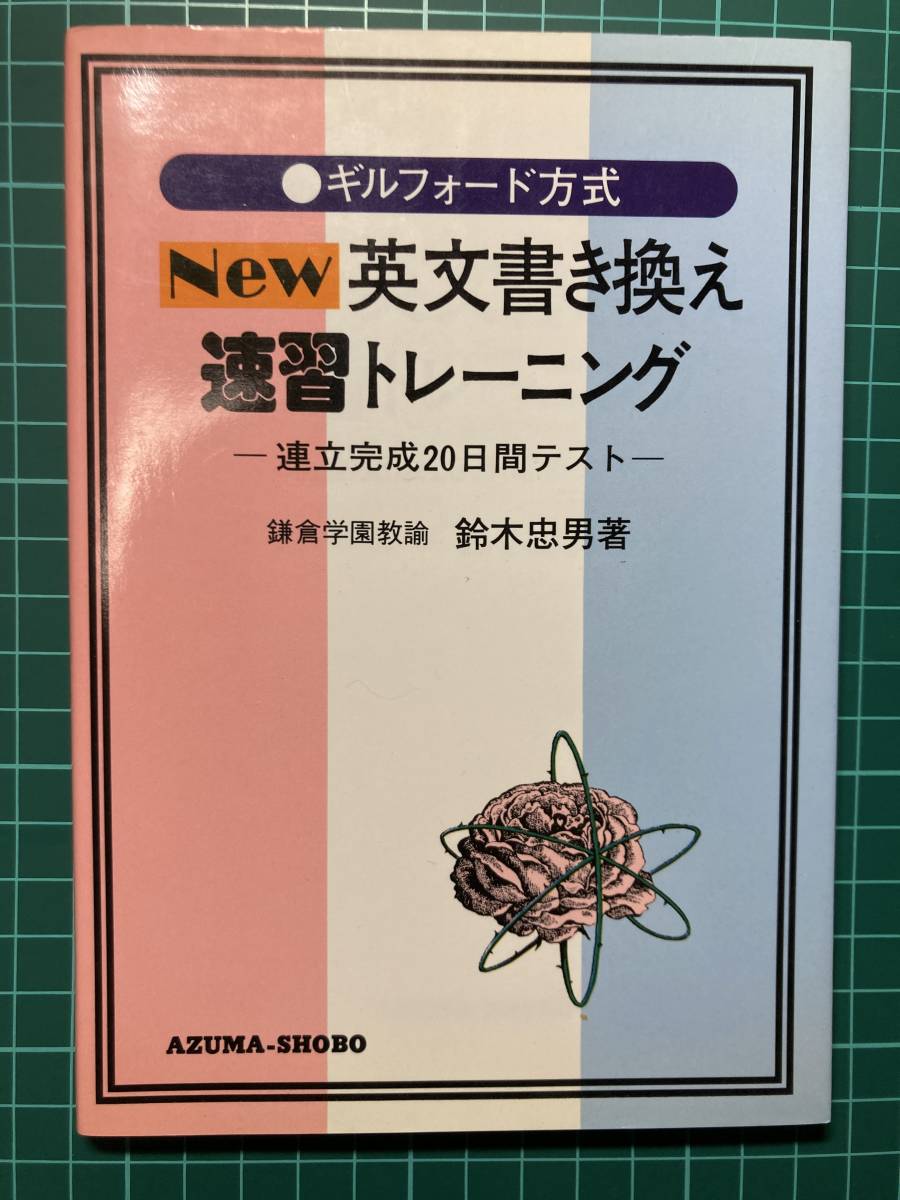 ●ギルフォード方式
New 英文書き換え
速習トレーニング
―連立完成20日間テスト―
鎌倉学園教諭 鈴木忠男著
AZUMA-SHOBO